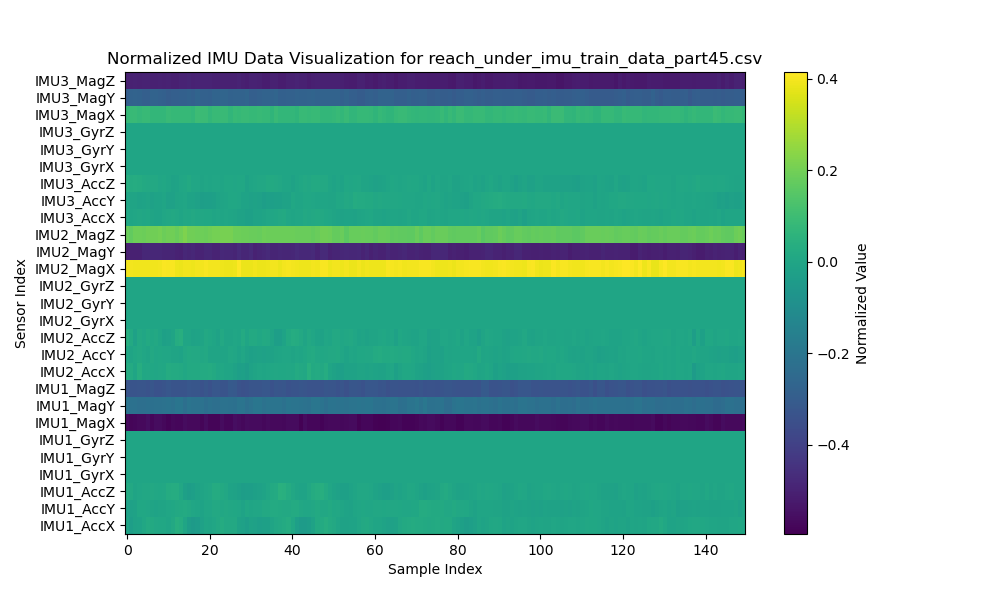 Normalized IMU Data Visualization for reach_under_imu_train_data_part45.csv
IMU3_MagZ
IMU3_MagY
IMU3_MagX
IMU3_GyrZ
IMU3_GyrY
IMU3_GyrX
IMU3_AccZ
IMU3_AccY
IMU3_AccX
IMU2_MagZ
IMU2_MagY
IMU2_MagX
IMU2_GyrZ
IMU2_GyrY
IMU2_GyrX
IMU2_AccZ
IMU2_AccY
IMU2_AccX
IMU1_MagZ
IMU1_MagY
IMU1_MagX
IMU1_GyrZ
IMU1_GyrY
IMU1_GyrX
IMU1_AccZ
IMU1_AccY
IMU1_AccX
Sensor Index
0 20 40 60 80 100 120 140
Sample Index
0.4
0.2
0.0
−0.2
−0.4
Normalized Value